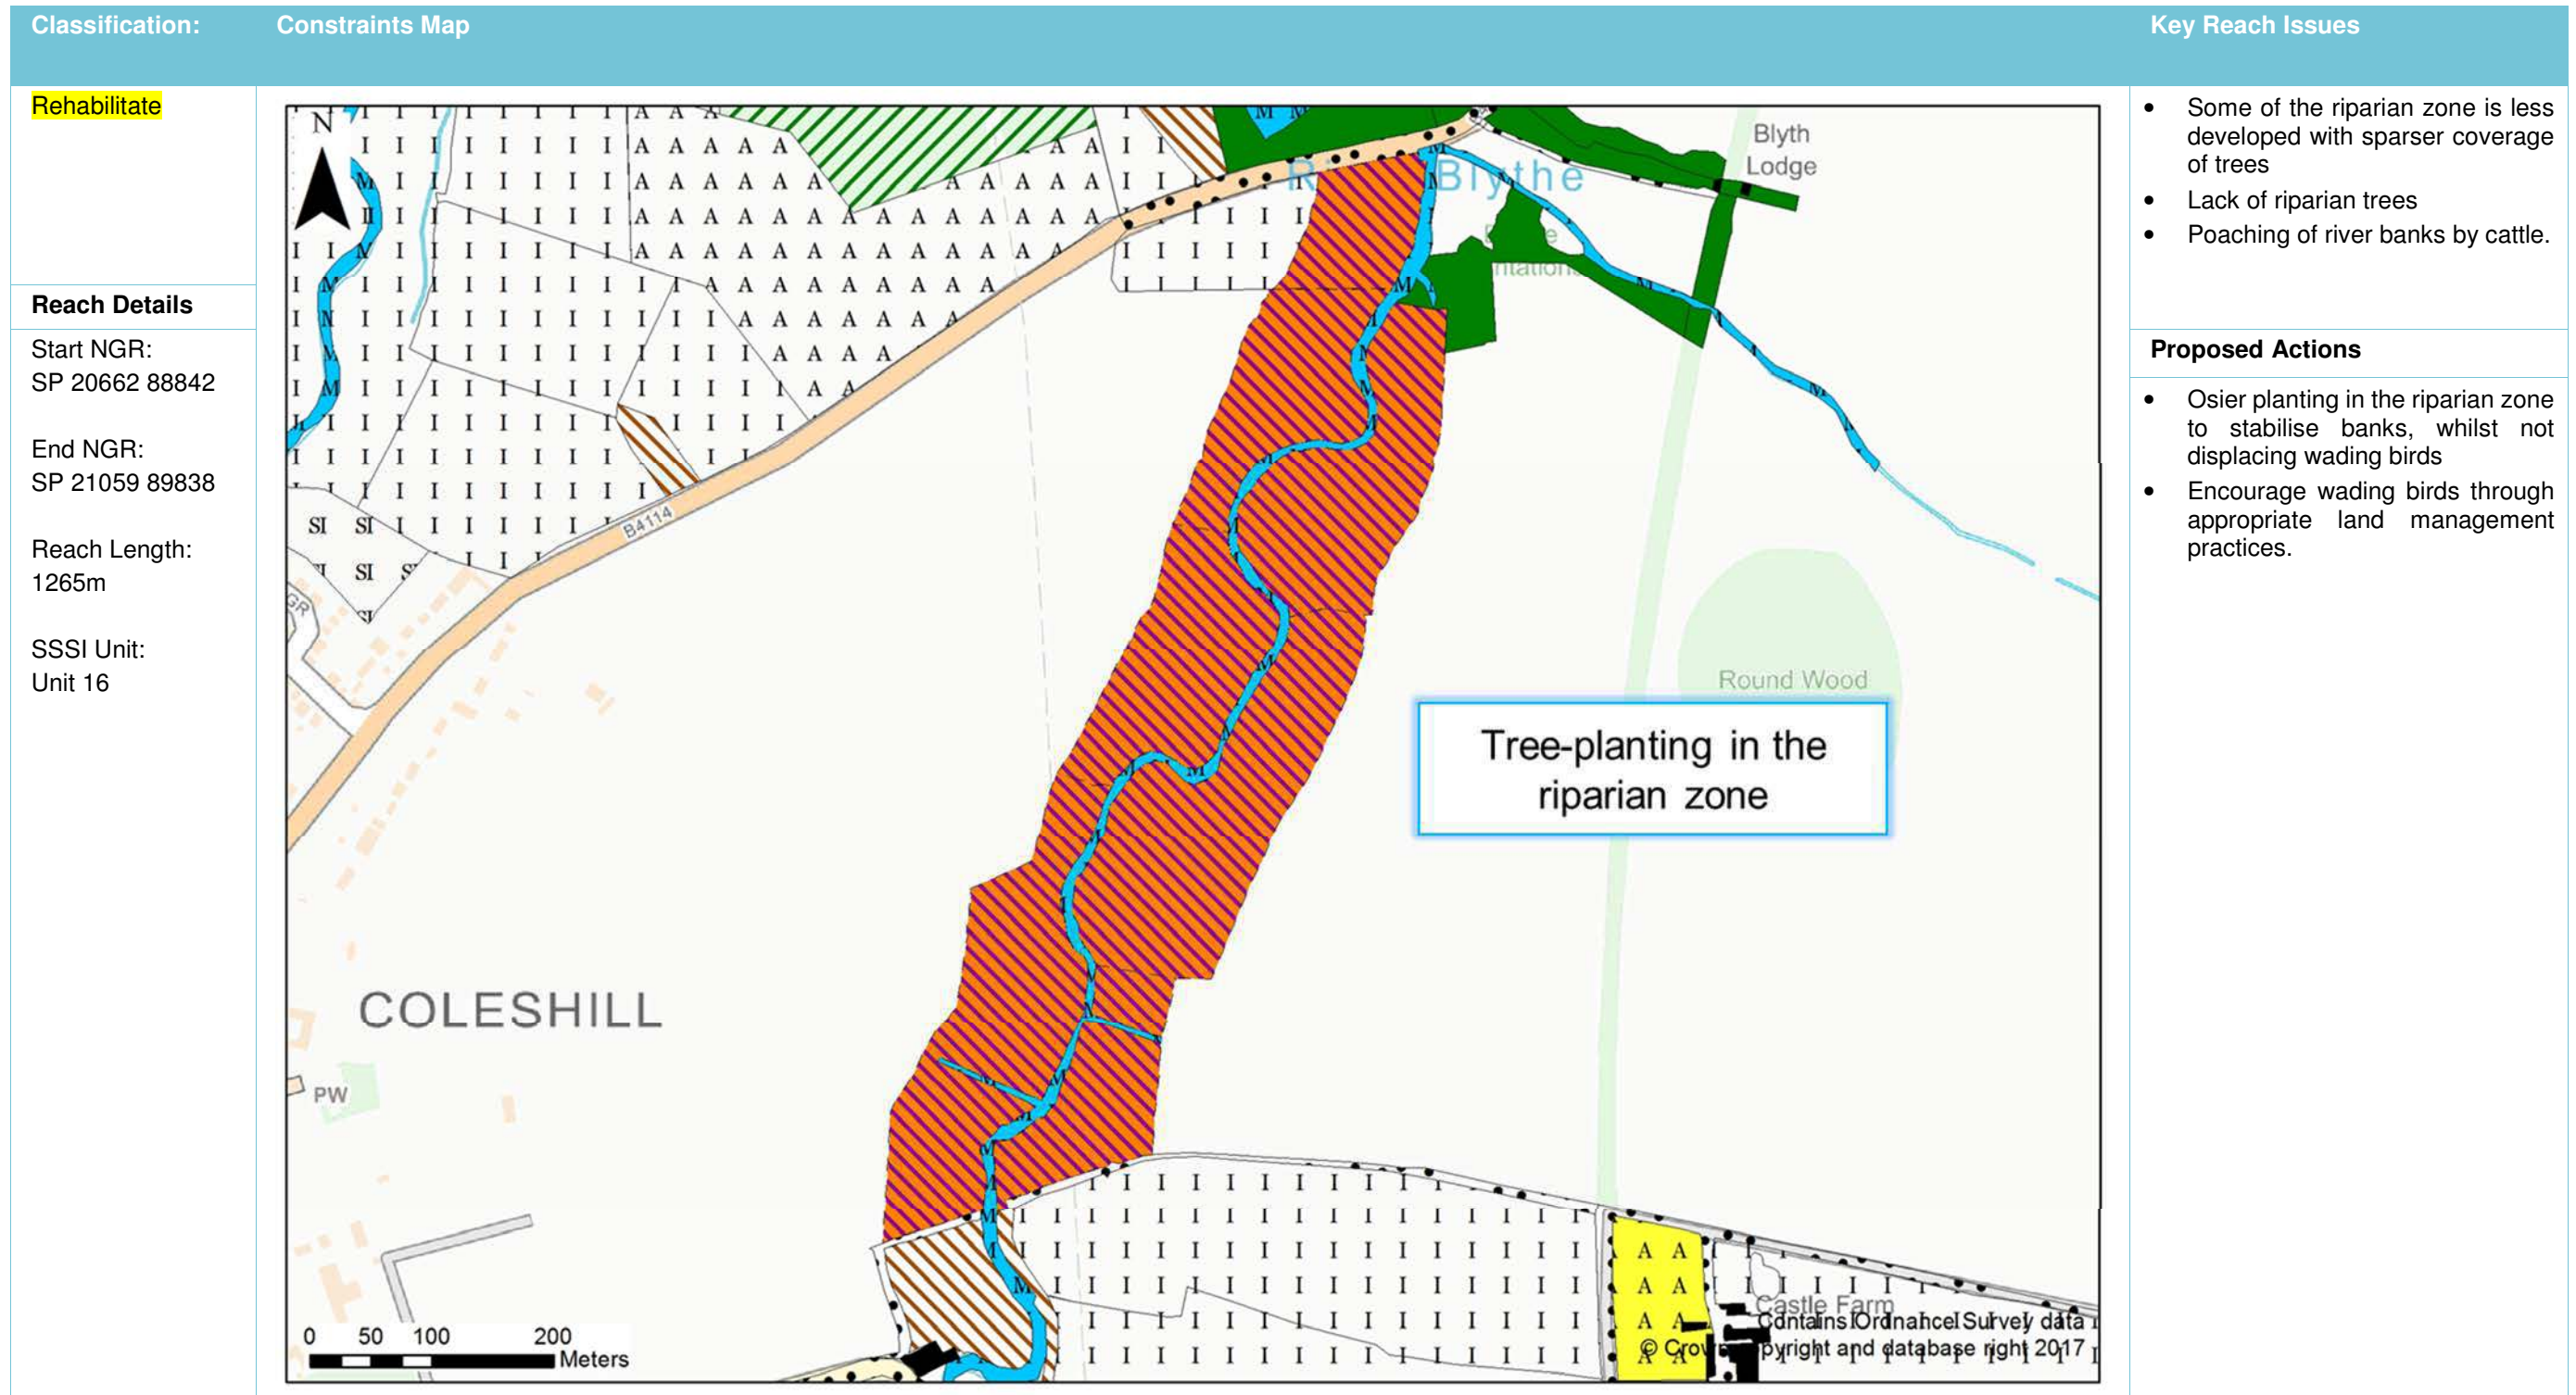 Classification:
Constraints Map
Key Reach Issues
Rehabilitate
Reach Details
Start NGR:
SP 20662 88842
End NGR:
SP 21059 89838
Reach Length:
1265m
SSSI Unit:
Unit 16
N
Blythe
Blyth
Lodge
B4114
Round Wood
Tree-planting in the
riparian zone
COLESHILL
PW
Castle Farm
Contains Ordnance Survey data
© Crown copyright and database right 2017
0 50 100 200
Meters
• Some of the riparian zone is less
developed with sparser coverage
of trees
• Lack of riparian trees
• Poaching of river banks by cattle.
Proposed Actions
• Osier planting in the riparian zone
to stabilise banks, whilst not
displacing wading birds
• Encourage wading birds through
appropriate land management
practices.